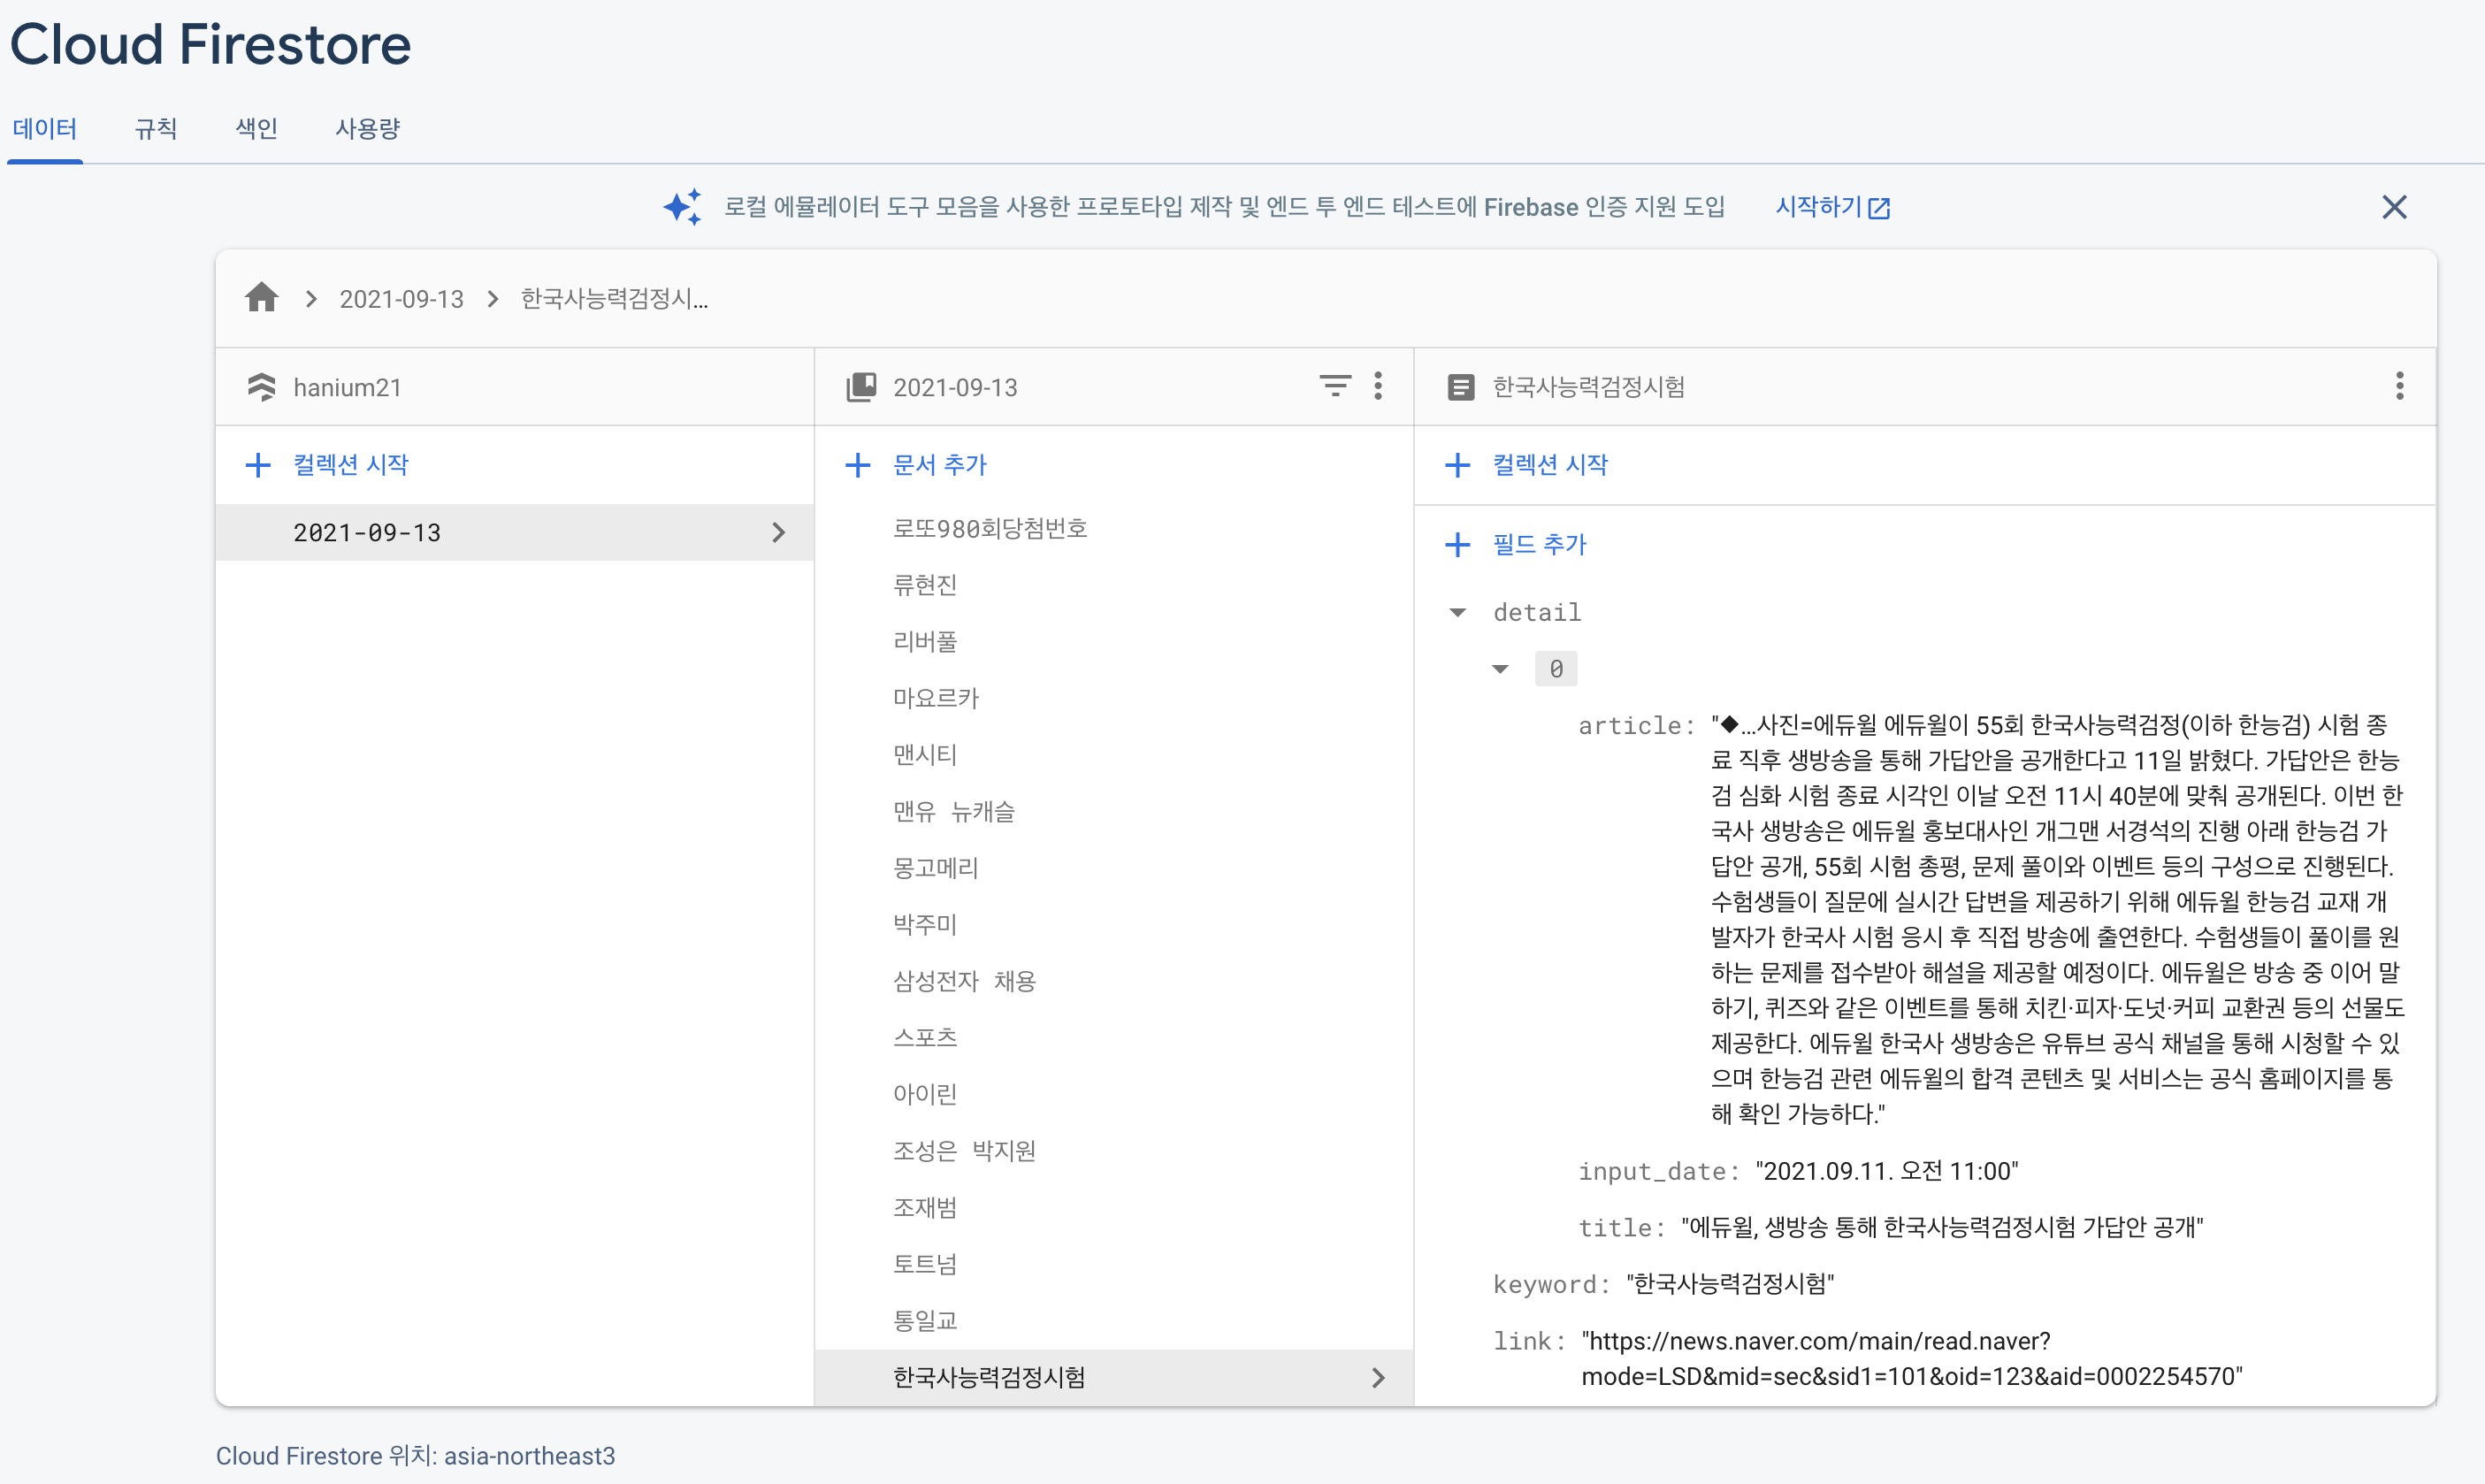 Cloud Firestore
데이터 규칙 색인 사용량
로컬 에뮬레이터 도구 모음을 사용한 프로토타입 제작 및 엔드 투 엔드 테스트에 Firebase 인증 지원 도입 시작하기
2021-09-13 한국사능력검정시...
hanium21
컬렉션 시작
2021-09-13
2021-09-13
문서 추가
로또980회당첨번호
류현진
리버풀
마요르카
맨시티
맨유 뉴캐슬
몽고메리
박주미
삼성전자 채용
스포츠
아이린
조성은 박지원
조재범
토트넘
통일교
한국사능력검정시험
한국사능력검정시험
컬렉션 시작
필드 추가
detail
0
article: "◆...사진=에듀윌 에듀윌이 55회 한국사능력검정(이하 한능검) 시험 종
료 직후 생방송을 통해 가답안을 공개한다고 11일 밝혔다. 가답안은 한능
검 심화 시험 종료 시각인 이날 오전 11시 40분에 맞춰 공개된다. 이번 한
국사 생방송은 에듀윌 홍보대사인 개그맨 서경석의 진행 아래 한능검 가
답안 공개, 55회 시험 총평, 문제 풀이와 이벤트 등의 구성으로 진행된다.
수험생들이 질문에 실시간 답변을 제공하기 위해 에듀윌 한능검 교재 개
발자가 한국사 시험 응시 후 직접 방송에 출연한다. 수험생들이 풀이를 원
하는 문제를 접수받아 해설을 제공할 예정이다. 에듀윌은 방송 중 이어 말
하기, 퀴즈와 같은 이벤트를 통해 치킨·피자·도넛·커피 교환권 등의 선물도
제공한다. 에듀윌 한국사 생방송은 유튜브 공식 채널을 통해 시청할 수 있
으며 한능검 관련 에듀윌의 합격 콘텐츠 및 서비스는 공식 홈페이지를 통
해 확인 가능하다."
input_date: "2021.09.11. 오전 11:00"
title: "에듀윌, 생방송 통해 한국사능력검정시험 가답안 공개"
keyword: "한국사능력검정시험"
link: "https://news.naver.com/main/read.naver?
mode=LSD&mid=sec&sid1=101&oid=123&aid=0002254570"
Cloud Firestore 위치: asia-northeast3